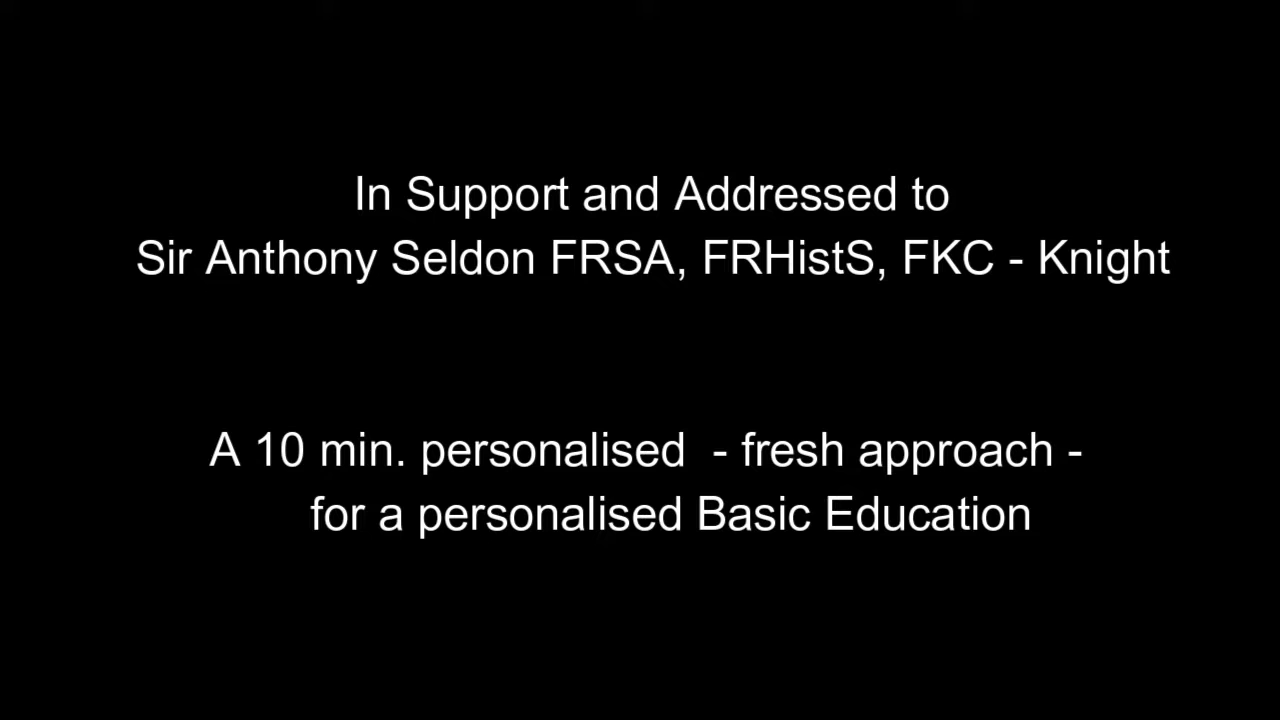 In Support and Addressed to
Sir Anthony Seldon FRSA, FRHistS, FKC - Knight
A 10 min. personalised - fresh approach -
for a personalised Basic Education